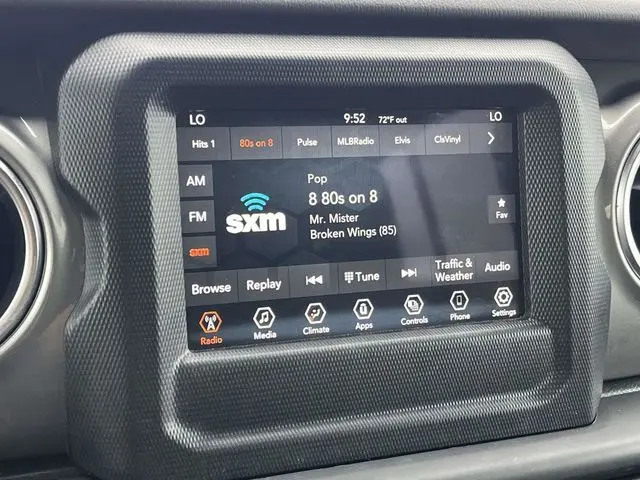 LO 9:52 72°F out LO
Hits 1 80s on 8 Pulse MLBRadio Elvis ClsVinyl
AM
Pop
8 80s on 8
FM
sxm
Mr. Mister
Fav
Broken Wings (85)
sxm
Browse Replay Tune Traffic & Weather Audio
Radio Media Climate Apps Controls Phone Settings